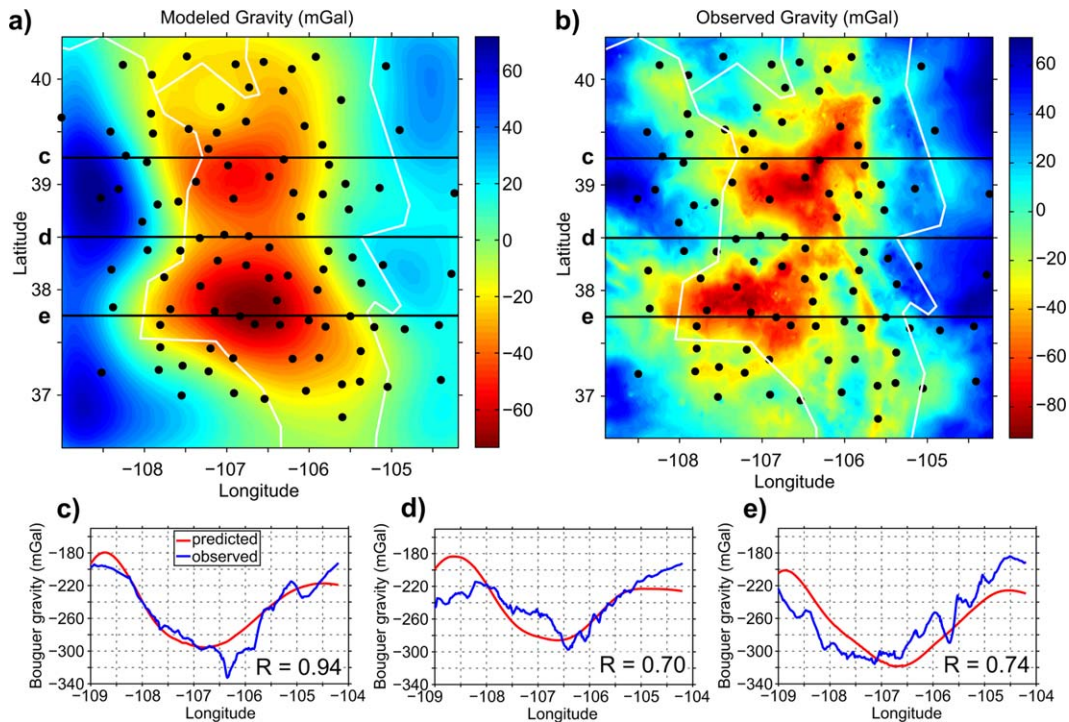 a) Modeled Gravity (mGal)
40
39
38
37
Latitude
c
d
e
−108 −107 −106 −105
Longitude
60
40
20
0
−20
−40
−60
b) Observed Gravity (mGal)
40
39
38
37
Latitude
c
d
e
−108 −107 −106 −105
Longitude
60
40
20
0
−20
−40
−60
−80
c)
Bouguer gravity (mGal)
−180
−220
−260
−300
−340
predicted
observed
R = 0.94
−109 −108 −107 −106 −105 −104
Longitude
d)
Bouguer gravity (mGal)
−180
−220
−260
−300
−340
R = 0.70
−109 −108 −107 −106 −105 −104
Longitude
e)
Bouguer gravity (mGal)
−180
−220
−260
−300
−340
R = 0.74
−109 −108 −107 −106 −105 −104
Longitude